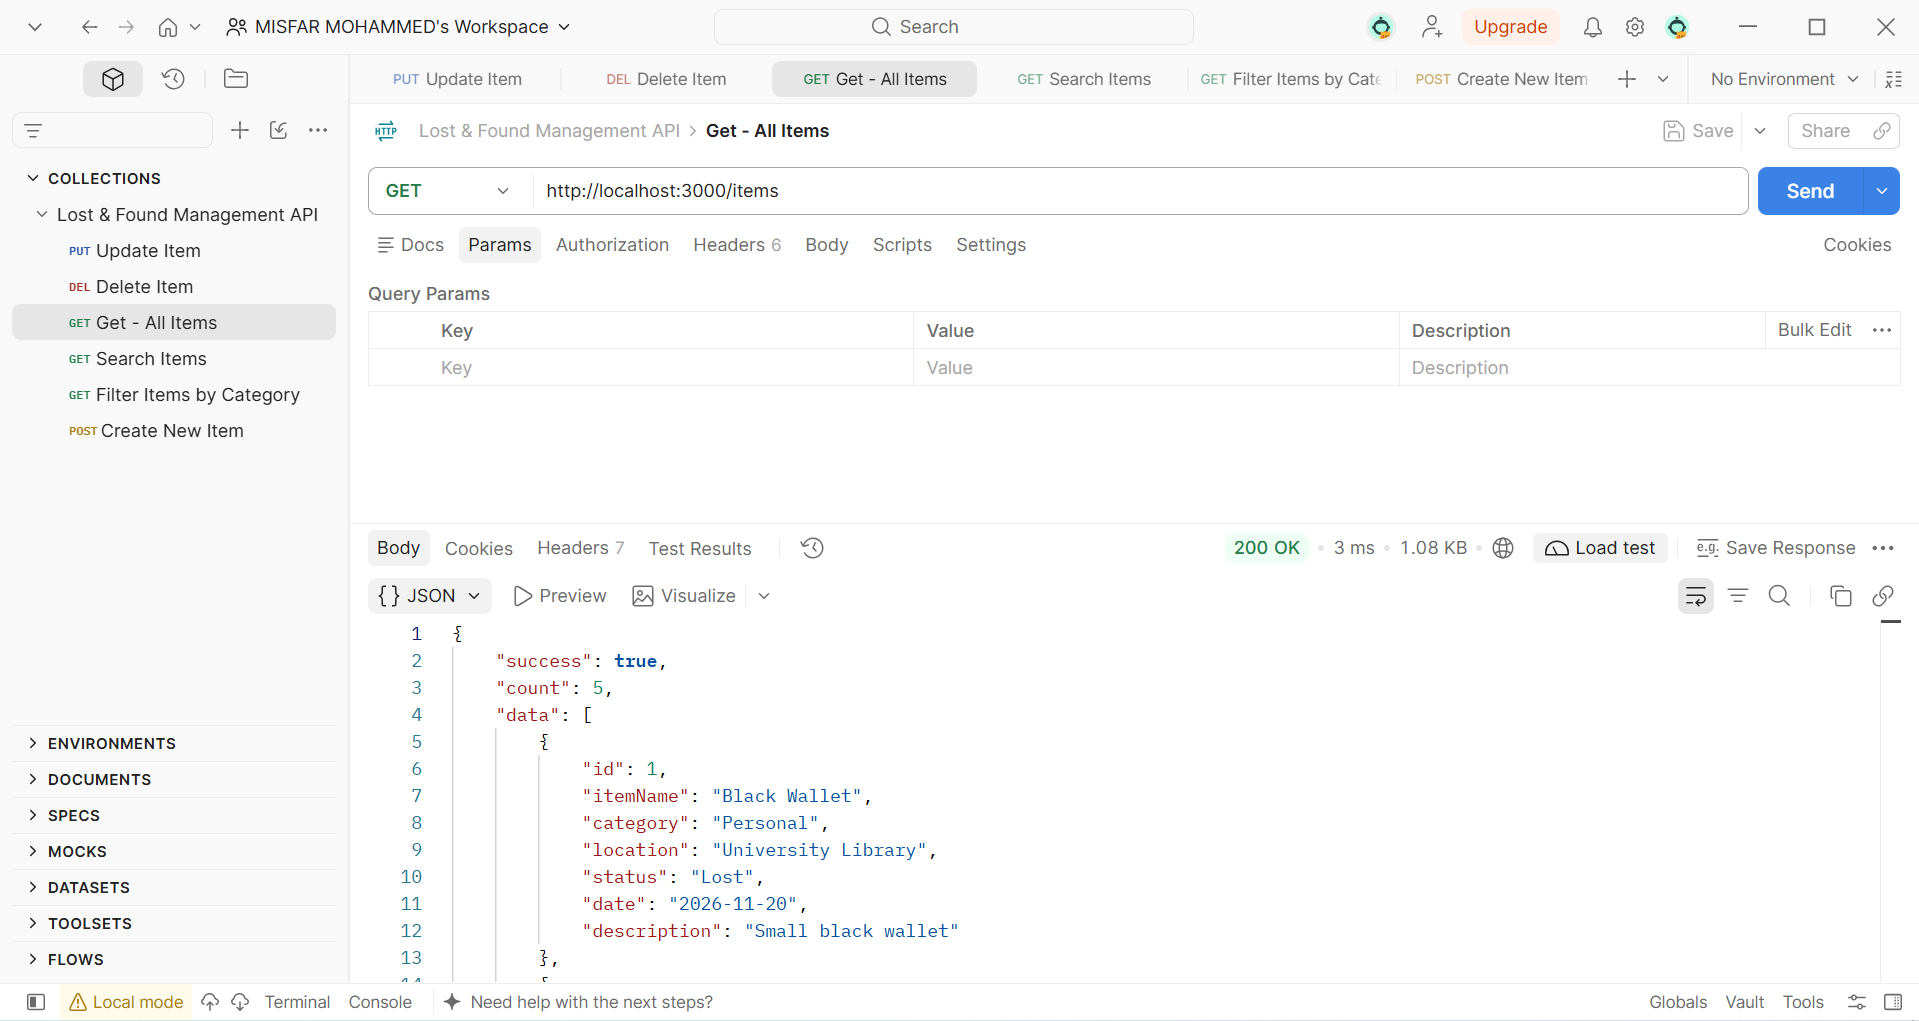 MISFAR MOHAMMED's Workspace
Search
Upgrade
PUT Update Item
DEL Delete Item
GET Get - All Items
GET Search Items
GET Filter Items by Cate
POST Create New Item
No Environment
COLLECTIONS
Lost & Found Management API
PUT Update Item
DEL Delete Item
GET Get - All Items
GET Search Items
GET Filter Items by Category
POST Create New Item
ENVIRONMENTS
DOCUMENTS
SPECS
MOCKS
DATASETS
TOOLSETS
FLOWS
HTTP Lost & Found Management API > Get - All Items
Save
Share
GET http://localhost:3000/items
Send
Docs Params Authorization Headers 6 Body Scripts Settings
Cookies
Query Params
Key Value Description Bulk Edit
Key Value Description
Body Cookies Headers 7 Test Results
200 OK • 3 ms • 1.08 KB •
Load test
e.g. Save Response
{} JSON Preview Visualize
1 {
2 "success": true,
3 "count": 5,
4 "data": [
5 {
6 "id": 1,
7 "itemName": "Black Wallet",
8 "category": "Personal",
9 "location": "University Library",
10 "status": "Lost",
11 "date": "2026-11-20",
12 "description": "Small black wallet"
13 },
14 {
Local mode Terminal Console Need help with the next steps?
Globals Vault Tools